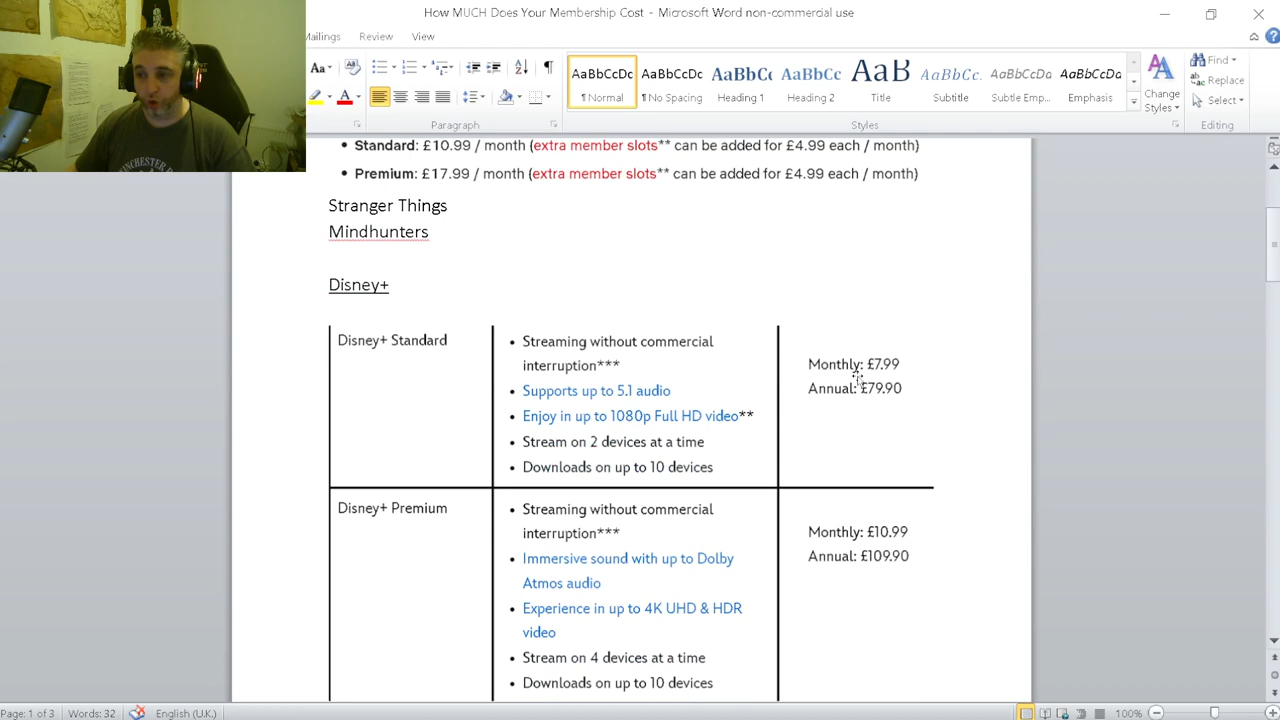 How MUCH Does Your Membership Cost - Microsoft Word non-commercial use
Mailings Review View
Aa
AaBbCcDc AaBbCcDc AaBbCc AaBbCc AaB AaBbCc. AaBbCcDc AaBbCcDc
¶ Normal ¶ No Spacing Heading 1 Heading 2 Title Subtitle Subtle Emp... Emphasis
Change Styles
Find
Replace
Select
Paragraph Styles Editing
• Standard: £10.99 / month (extra member slots** can be added for £4.99 each / month)
• Premium: £17.99 / month (extra member slots** can be added for £4.99 each / month)
Stranger Things
Mindhunters
Disney+
Disney+ Standard
• Streaming without commercial
interruption***
• Supports up to 5.1 audio
• Enjoy in up to 1080p Full HD video**
• Stream on 2 devices at a time
• Downloads on up to 10 devices
Monthly: £7.99
Annual: £79.90
Disney+ Premium
• Streaming without commercial
interruption***
• Immersive sound with up to Dolby
Atmos audio
• Experience in up to 4K UHD & HDR
video
• Stream on 4 devices at a time
• Downloads on up to 10 devices
Monthly: £10.99
Annual: £109.90
Page: 1 of 3 Words: 32 English (U.K.) 100%